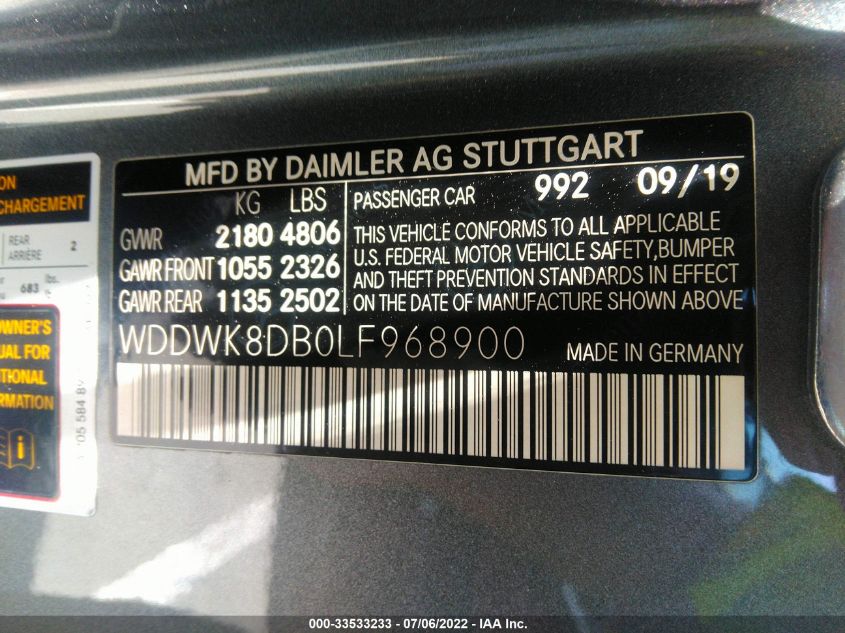 MFD BY DAIMLER AG STUTTGART
KG LBS
GVWR 2180 4806
GAWR FRONT 1055 2326
GAWR REAR 1135 2502
PASSENGER CAR 992 09/19
THIS VEHICLE CONFORMS TO ALL APPLICABLE
U.S. FEDERAL MOTOR VEHICLE SAFETY,BUMPER
AND THEFT PREVENTION STANDARDS IN EFFECT
ON THE DATE OF MANUFACTURE SHOWN ABOVE
WDDWK8DB0LF968900
MADE IN GERMANY
ON
CHARGEMENT
REAR 2
ARRIÈRE
683 lbs.
OWNER'S
UAL FOR
ITIONAL
RMATION
000-33533233 / 07/06/2022 - IAA Inc.